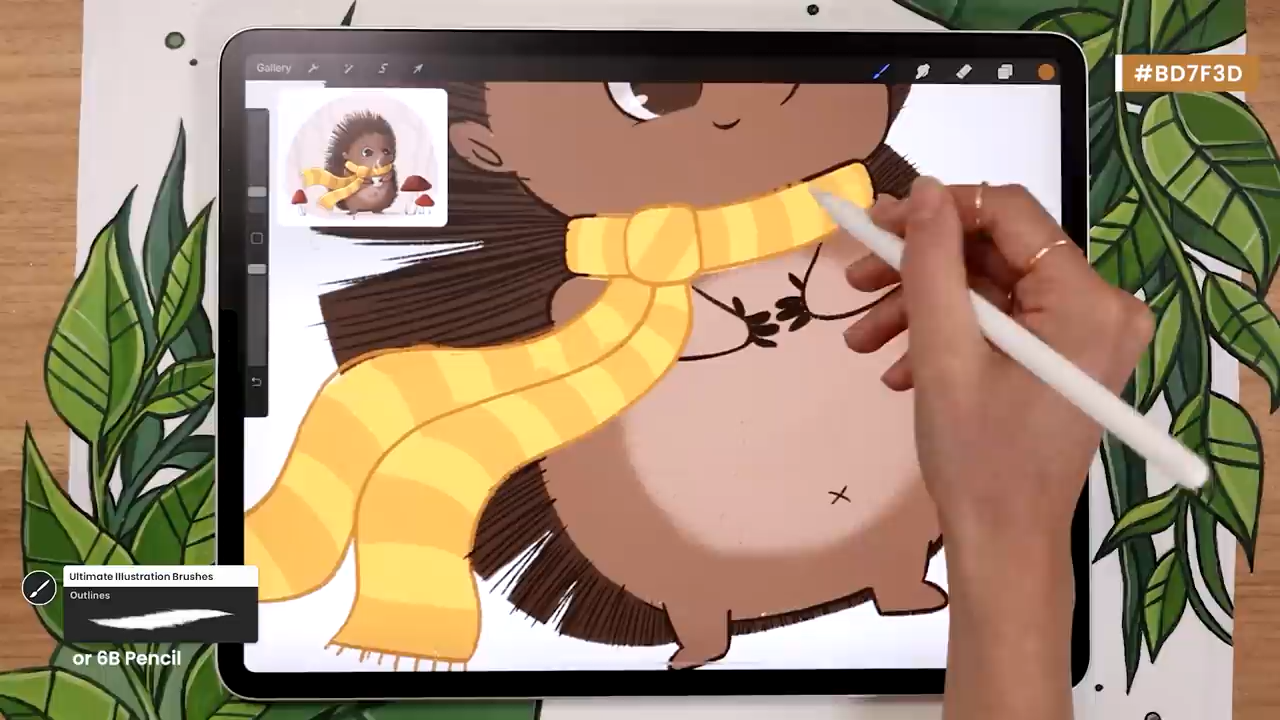 Gallery
#BD7F3D
Ultimate Illustration Brushes
Outlines
or 6B Pencil